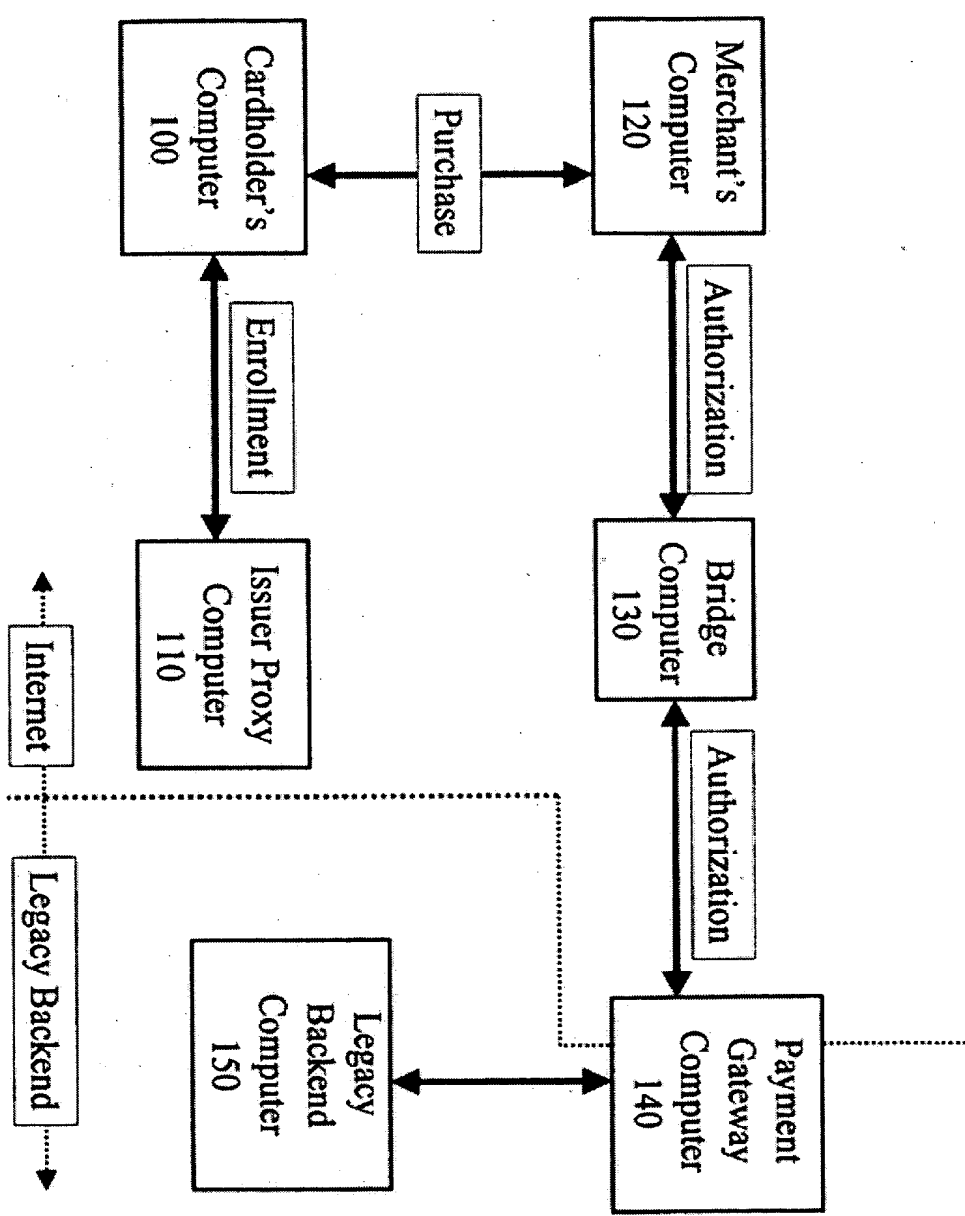 Cardholder's
Computer
100
Enrollment
Issuer Proxy
Computer
110
Purchase
Merchant's
Computer
120
Authorization
Bridge
Computer
130
Authorization
Payment
Gateway
Computer
140
Legacy
Backend
Computer
150
Internet
Legacy Backend